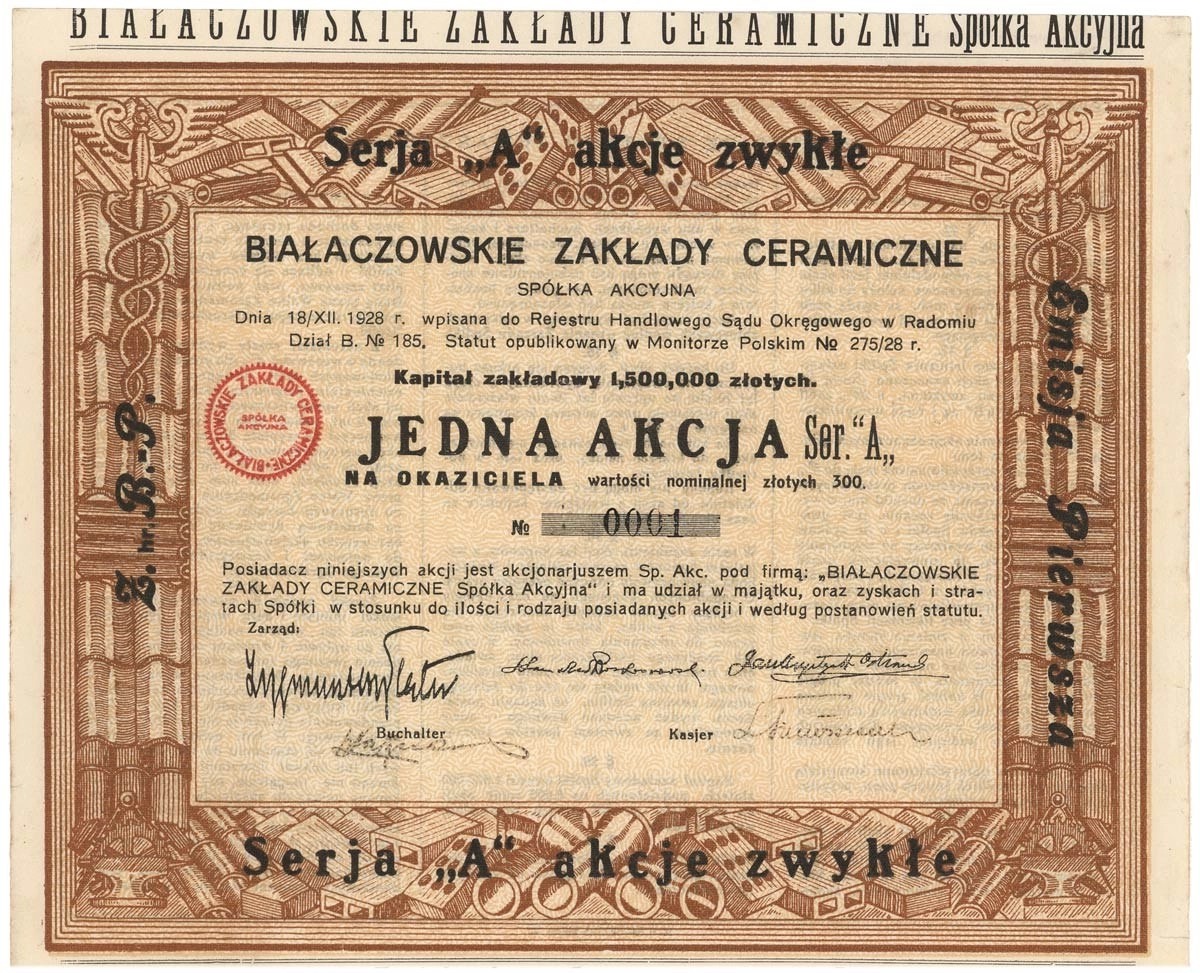 BIAŁACZOWSKIE ZAKŁADY CERAMICZNE Spółka Akcyjna
Serja „A“ akcje zwykłe
BIAŁACZOWSKIE ZAKŁADY CERAMICZNE
SPÓŁKA AKCYJNA
Dnia 18/XII. 1928 r. wpisana do Rejestru Handlowego Sądu Okręgowego w Radomiu
Dział B. № 185. Statut opublikowany w Monitorze Polskim № 275/28 r.
Kapitał zakładowy 1,500,000 złotych.
BIAŁACZOWSKIE ZAKŁADY CERAMICZNE
SPÓŁKA
AKCYJNA
JEDNA AKCJA Ser. “A„
NA OKAZICIELA wartości nominalnej złotych 300.
№ 0001
Posiadacz niniejszych akcji jest akcjonarjuszem Sp. Akc. pod firmą: „BIAŁACZOWSKIE
ZAKŁADY CERAMICZNE Spółka Akcyjna“ i ma udział w majątku, oraz zyskach i stra-
tach Spółki w stosunku do ilości i rodzaju posiadanych akcji i według postanowień statutu.
Zarząd:
Buchalter
Kasjer
Z. hr. B.-P.
Emisja Pierwsza
Serja „A“ akcje zwykłe